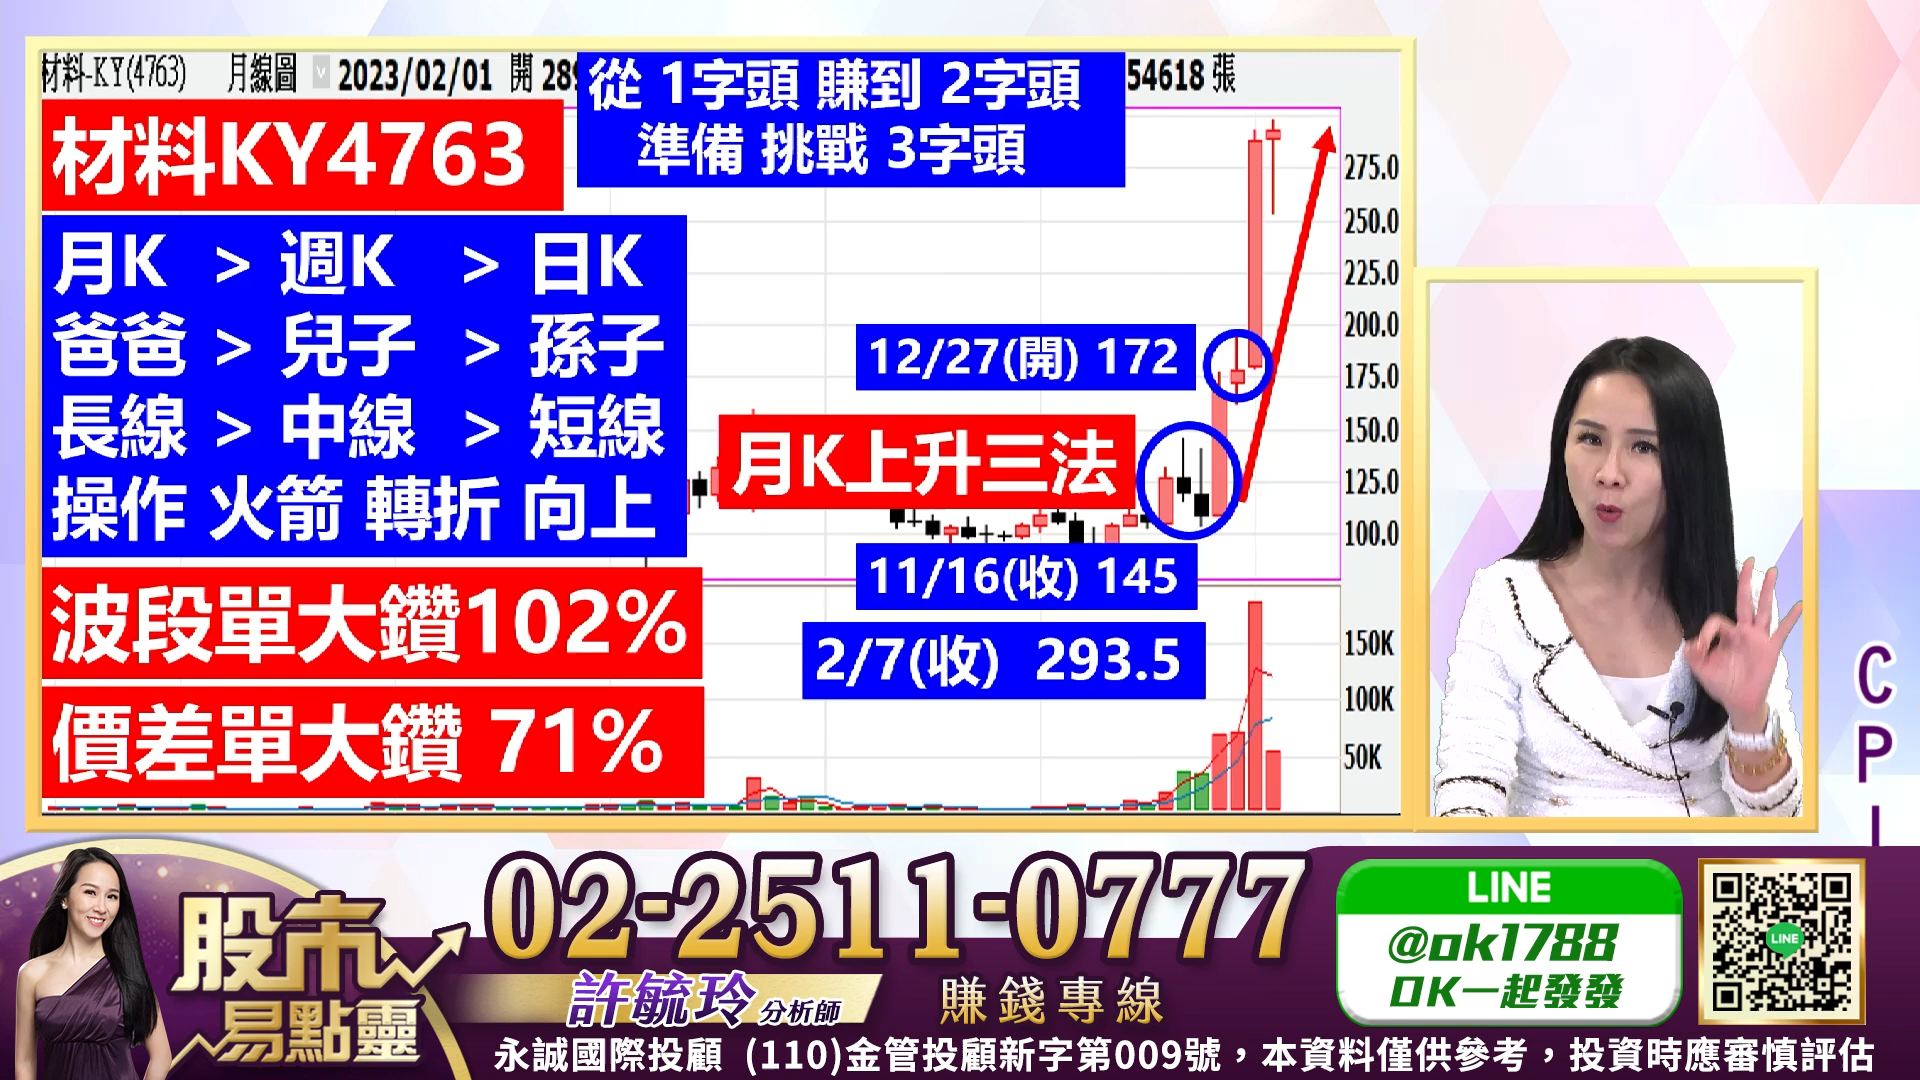 材料-KY(4763) 月線圖 2023/02/01 開 28
54618 張
從 1字頭 賺到 2字頭
準備 挑戰 3字頭
材料KY4763
月K > 週K > 日K
爸爸 > 兒子 > 孫子
長線 > 中線 > 短線
操作 火箭 轉折 向上
波段單大鑽102%
價差單大鑽 71%
12/27(開) 172
月K上升三法
11/16(收) 145
2/7(收) 293.5
275.0
250.0
225.0
200.0
175.0
150.0
125.0
100.0
150K
100K
50K
CPI
股市易點靈
02-2511-0777
許毓玲 分析師 賺錢專線
LINE
@ok1788
OK一起發發
LINE
永誠國際投顧 (110)金管投顧新字第009號，本資料僅供參考，投資時應審慎評估